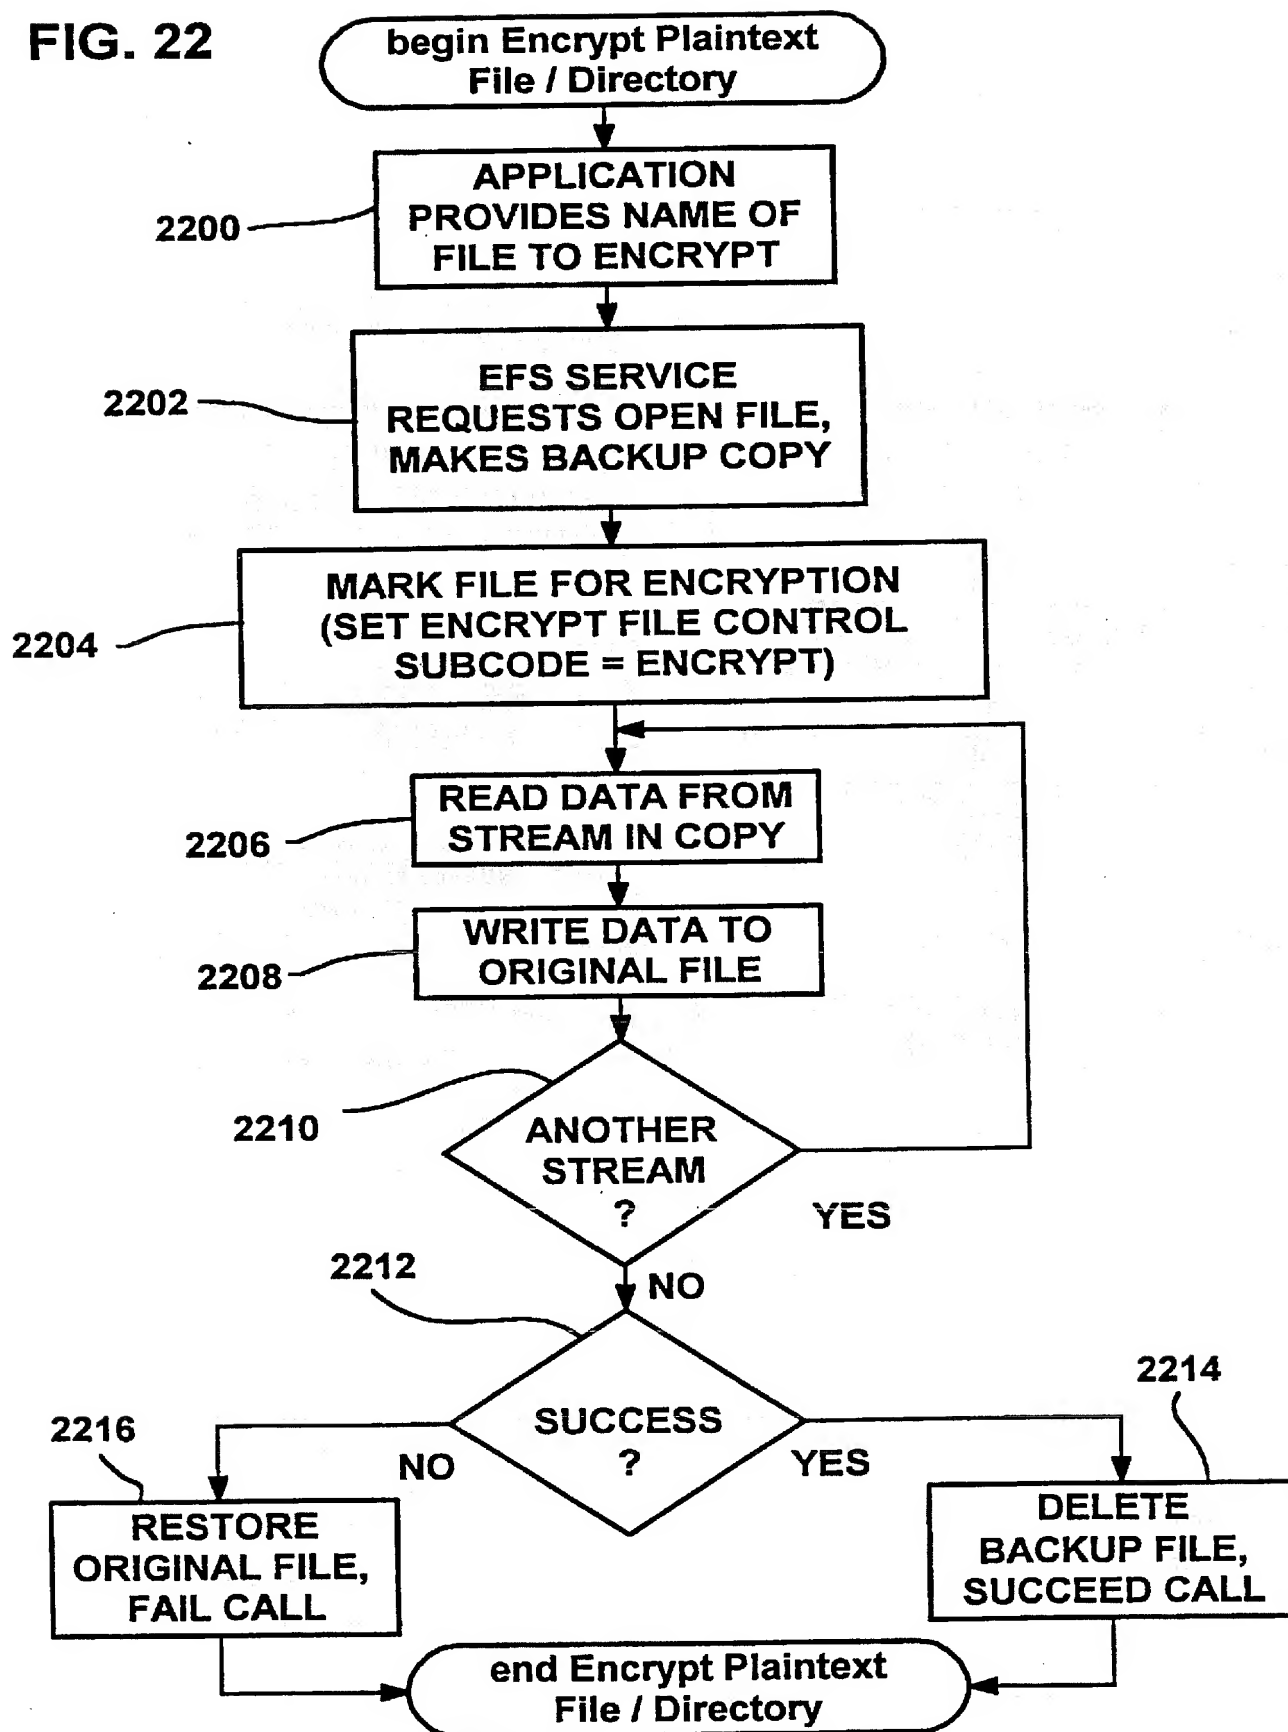 FIG. 22
begin Encrypt Plaintext
File / Directory
APPLICATION
PROVIDES NAME OF
FILE TO ENCRYPT
2200
EFS SERVICE
REQUESTS OPEN FILE,
MAKES BACKUP COPY
2202
MARK FILE FOR ENCRYPTION
(SET ENCRYPT FILE CONTROL
SUBCODE = ENCRYPT)
2204
READ DATA FROM
STREAM IN COPY
2206
WRITE DATA TO
ORIGINAL FILE
2208
2210
ANOTHER
STREAM
?
YES
NO
2212
SUCCESS
?
NO
YES
2214
2216
RESTORE
ORIGINAL FILE,
FAIL CALL
DELETE
BACKUP FILE,
SUCCEED CALL
end Encrypt Plaintext
File / Directory